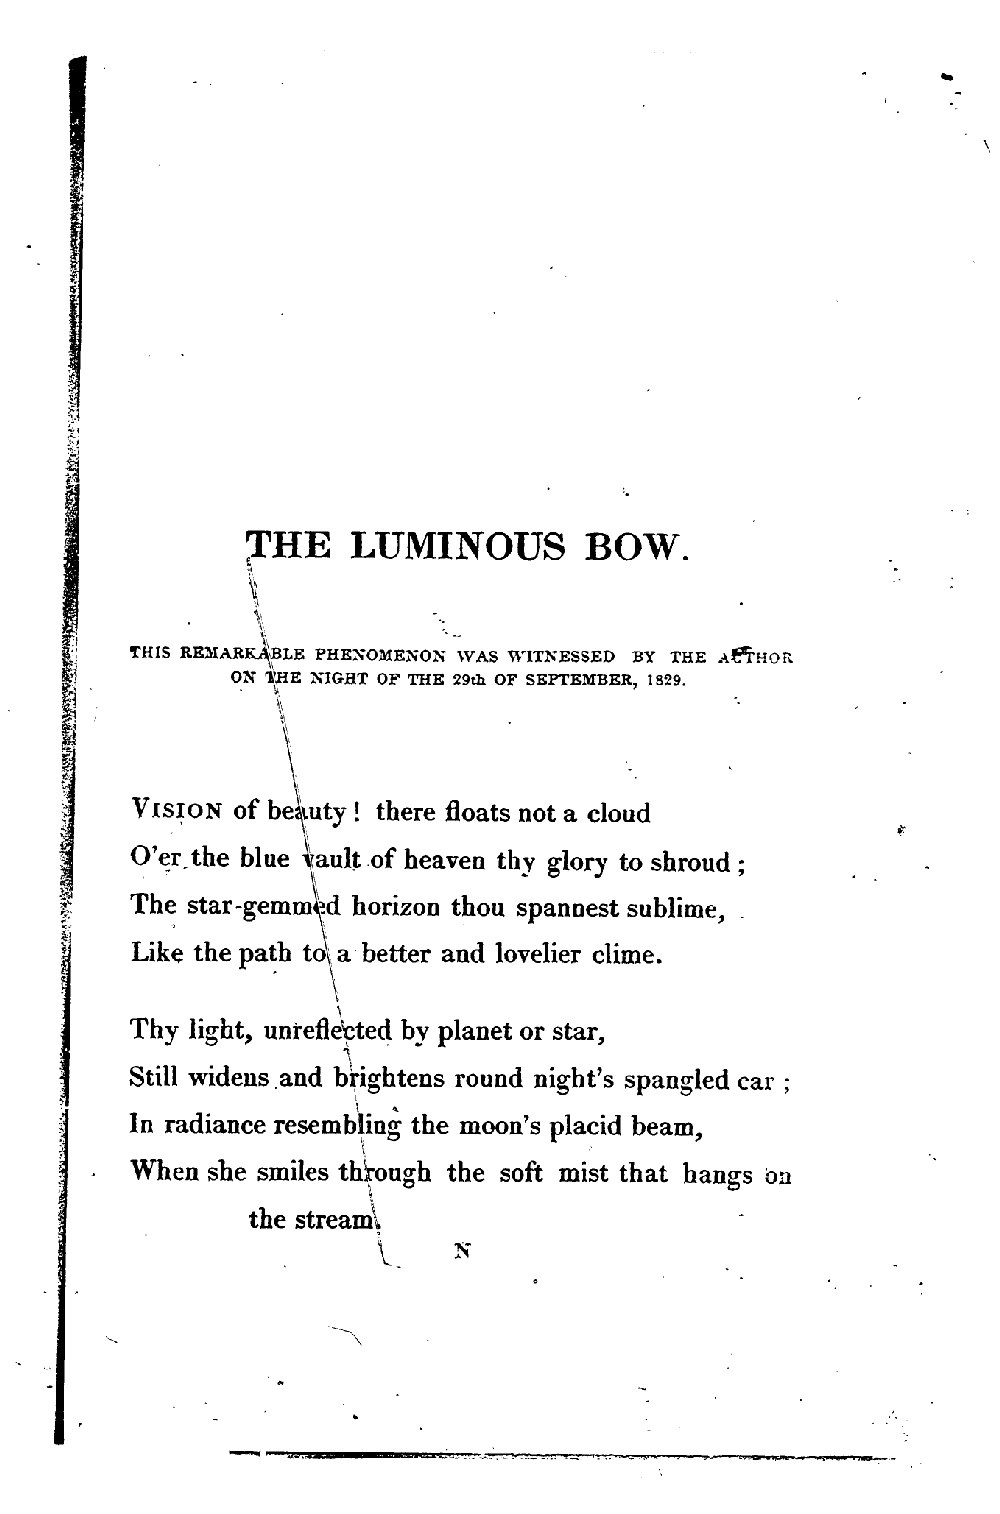 THE LUMINOUS BOW.
THIS REMARKABLE PHENOMENON WAS WITNESSED BY THE AUTHOR
ON THE NIGHT OF THE 29th OF SEPTEMBER, 1829.
VISION of beauty! there floats not a cloud
O'er the blue vault of heaven thy glory to shroud;
The star-gemmed horizon thou spannest sublime,
Like the path to a better and lovelier clime.
Thy light, unreflected by planet or star,
Still widens and brightens round night's spangled car;
In radiance resembling the moon's placid beam,
When she smiles through the soft mist that hangs on
the stream.
N